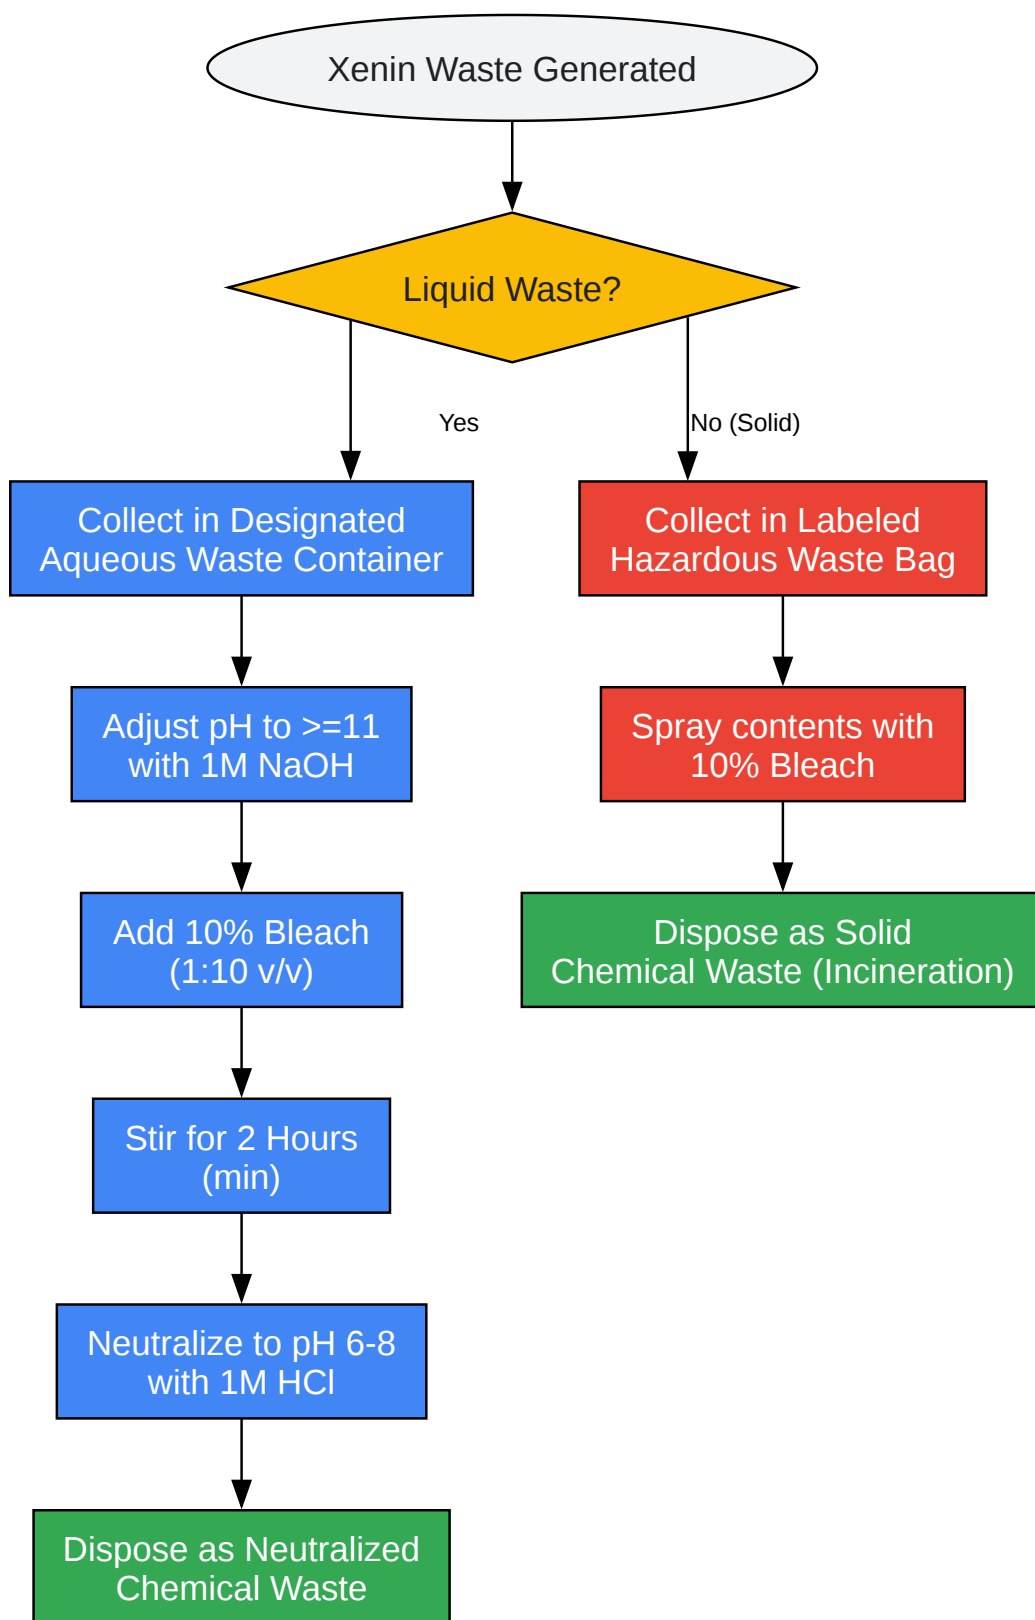 Xenin Waste Generated
Liquid Waste?
Yes
No (Solid)
Collect in Designated
Aqueous Waste Container
Collect in Labeled
Hazardous Waste Bag
Adjust pH to >=11
with 1M NaOH
Spray contents with
10% Bleach
Add 10% Bleach
(1:10 v/v)
Dispose as Solid
Chemical Waste (Incineration)
Stir for 2 Hours
(min)
Neutralize to pH 6-8
with 1M HCl
Dispose as Neutralized
Chemical Waste